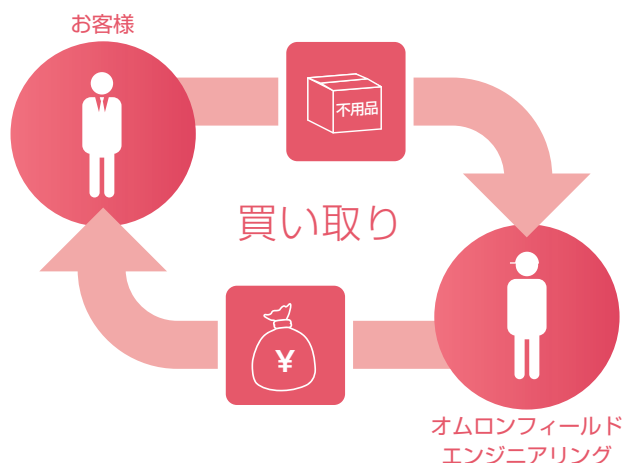 お客様
不用品
買い取り
¥
オムロンフィールド
エンジニアリング